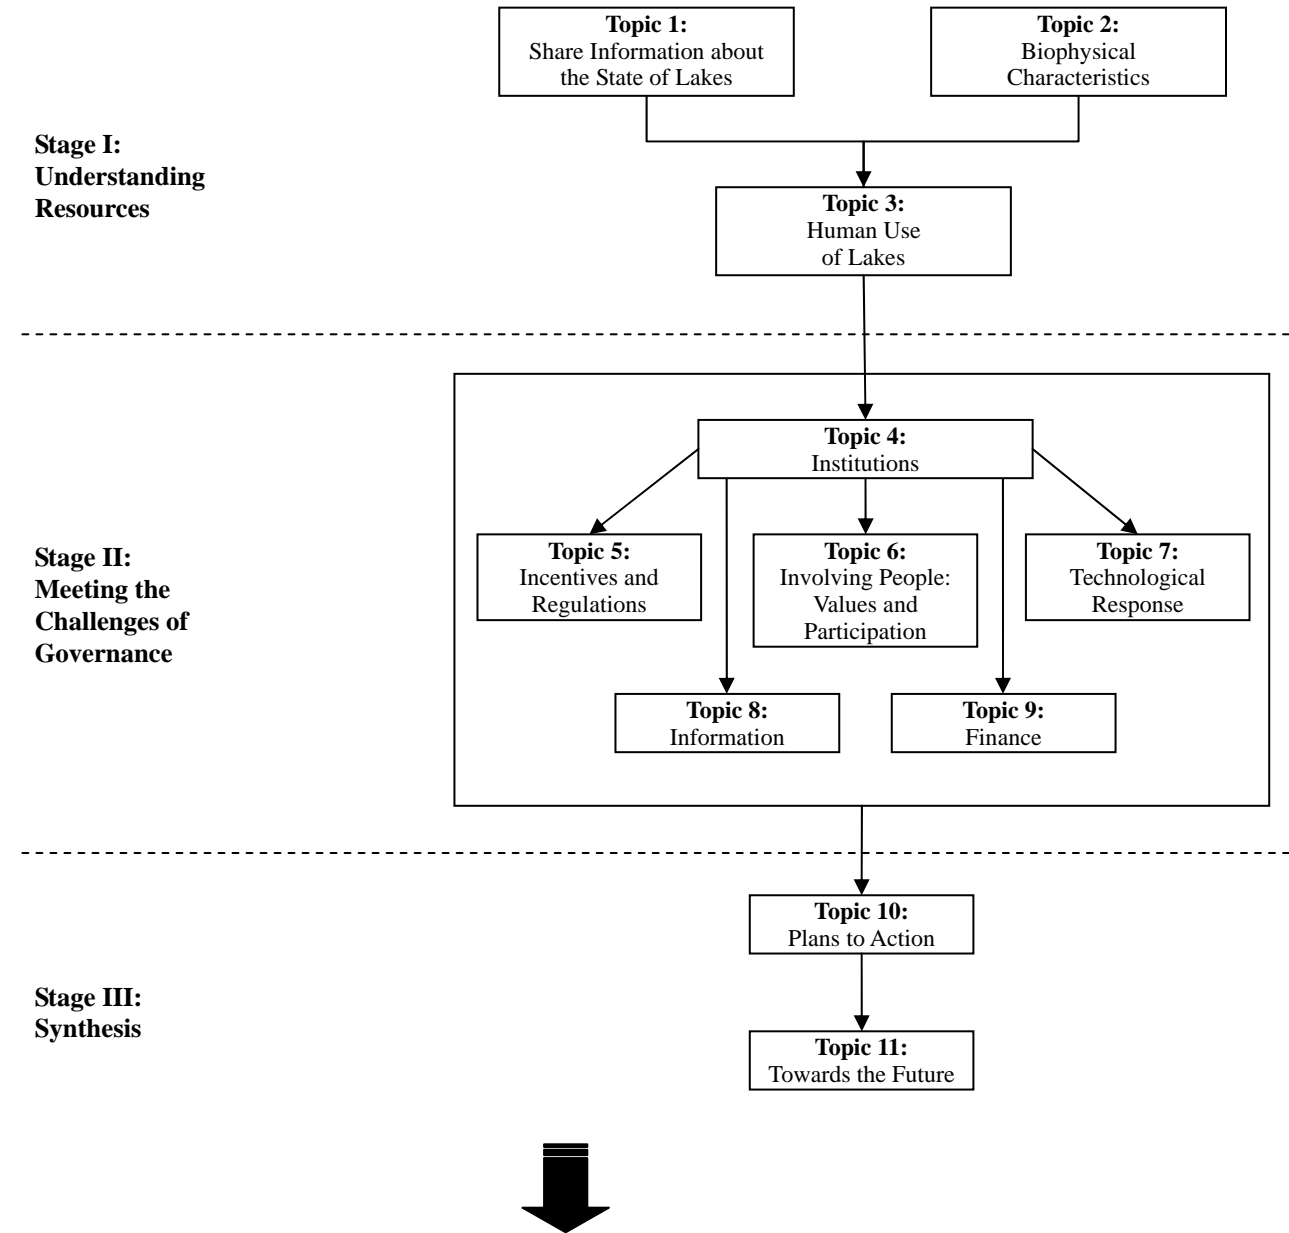 Topic 1:
Share Information about
the State of Lakes
Topic 2:
Biophysical
Characteristics
Stage I:
Understanding
Resources
Topic 3:
Human Use
of Lakes
Topic 4:
Institutions
Stage II:
Meeting the
Challenges of
Governance
Topic 5:
Incentives and
Regulations
Topic 6:
Involving People:
Values and
Participation
Topic 7:
Technological
Response
Topic 8:
Information
Topic 9:
Finance
Topic 10:
Plans to Action
Stage III:
Synthesis
Topic 11:
Towards the Future